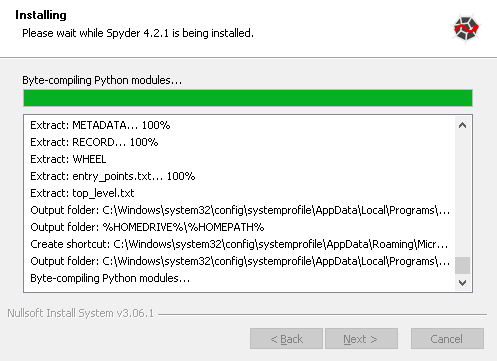 Installing
Please wait while Spyder 4.2.1 is being installed.
Byte-compiling Python modules...
Extract: METADATA... 100%
Extract: RECORD... 100%
Extract: WHEEL
Extract: entry_points.txt... 100%
Extract: top_level.txt
Output folder: C:\Windows\system32\config\systemprofile\AppData\Local\Programs\...
Output folder: %HOMEDRIVE%\%HOMEPATH%
Create shortcut: C:\Windows\system32\config\systemprofile\AppData\Roaming\Micr...
Output folder: C:\Windows\system32\config\systemprofile\AppData\Local\Programs\...
Byte-compiling Python modules...
Nullsoft Install System v3.06.1
< Back
Next >
Cancel